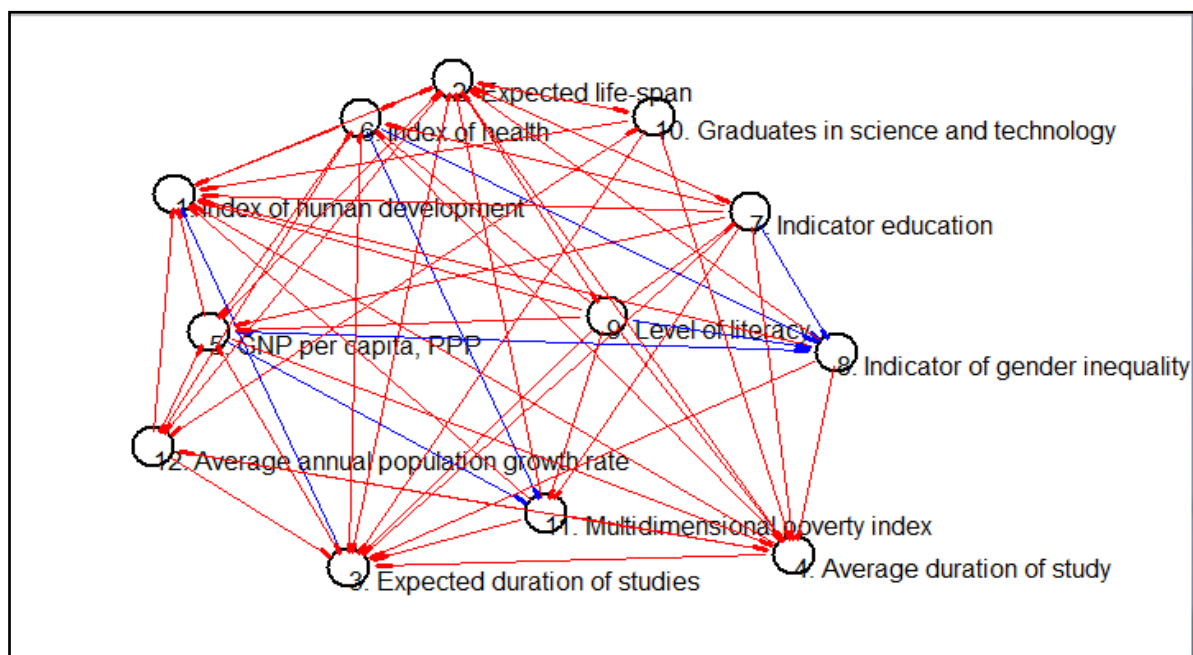 2. Expected life-span
6. Index of health
10. Graduates in science and technology
1. Index of human development
7. Indicator education
9. Level of literacy
5. GNP per capita, PPP
8. Indicator of gender inequality
12. Average annual population growth rate
11. Multidimensional poverty index
3. Expected duration of studies
4. Average duration of study